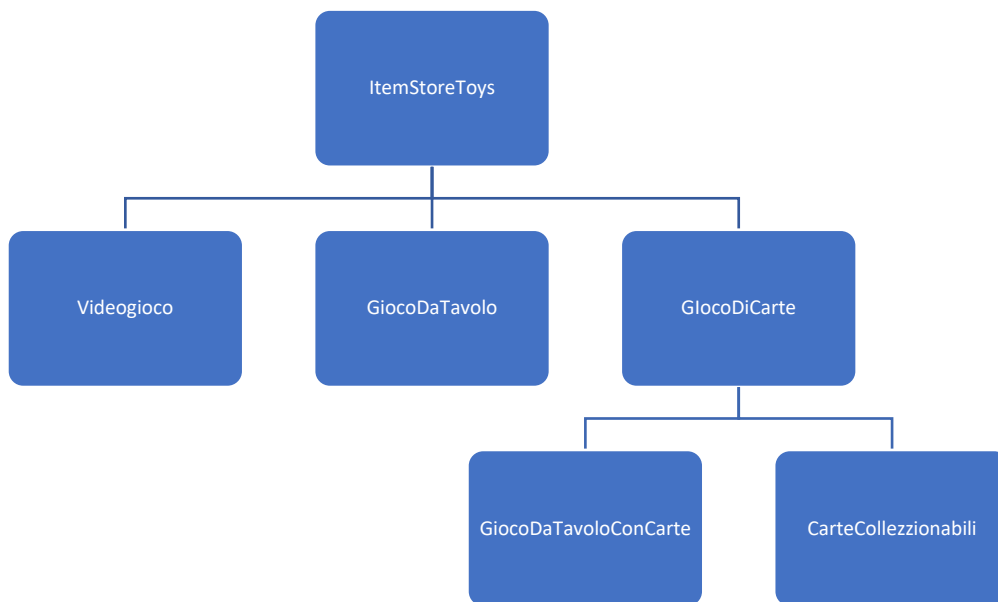 ItemStoreToys
Videogioco
GiocoDaTavolo
GIocoDiCarte
GiocoDaTavoloConCarte
CarteCollezzionabili